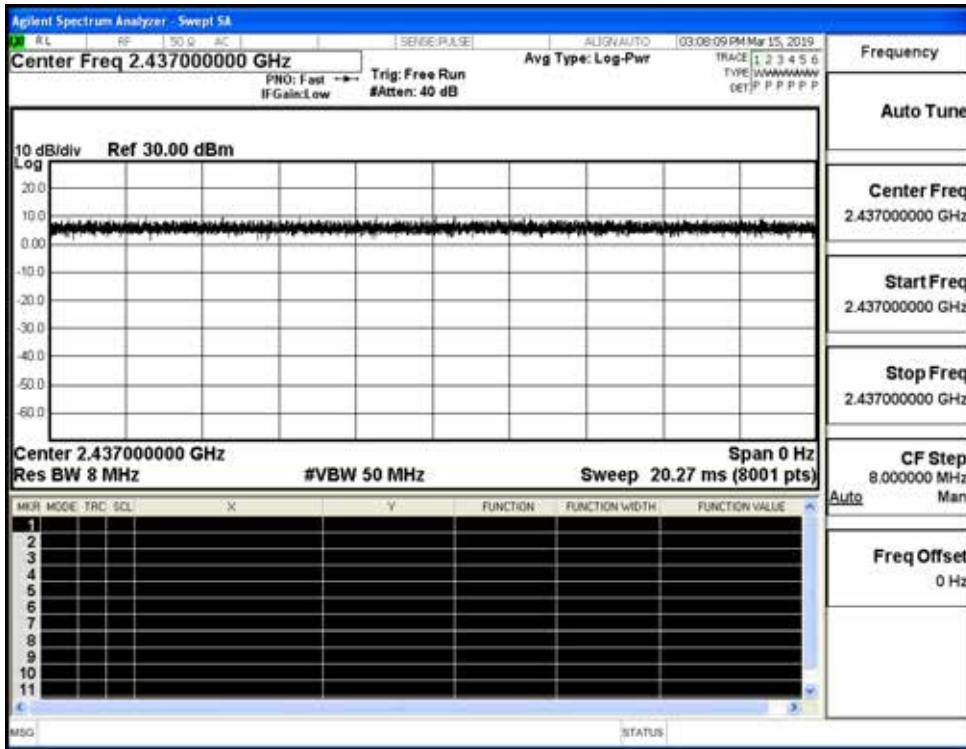 Agilent Spectrum Analyzer - Swept SA
RL RF 50 Ω AC SENSE:PULSE ALIGN AUTO 03:08:09 PM Mar 15, 2019
Center Freq 2.437000000 GHz
PNO: Fast
IFGain:Low
Trig: Free Run
#Atten: 40 dB
Avg Type: Log-Pwr
TRACE 1 2 3 4 5 6
TYPE WWWWWW
DET P P P P P P
10 dB/div Ref 30.00 dBm
Log
20.0
10.0
0.00
-10.0
-20.0
-30.0
-40.0
-50.0
-60.0
Center 2.437000000 GHz Span 0 Hz
Res BW 8 MHz #VBW 50 MHz Sweep 20.27 ms (8001 pts)
MKR MODE TRC SCL X Y FUNCTION FUNCTION WIDTH FUNCTION VALUE
1
2
3
4
5
6
7
8
9
10
11
MSG STATUS
Frequency
Auto Tune
Center Freq
2.437000000 GHz
Start Freq
2.437000000 GHz
Stop Freq
2.437000000 GHz
CF Step
8.000000 MHz
Auto Man
Freq Offset
0 Hz